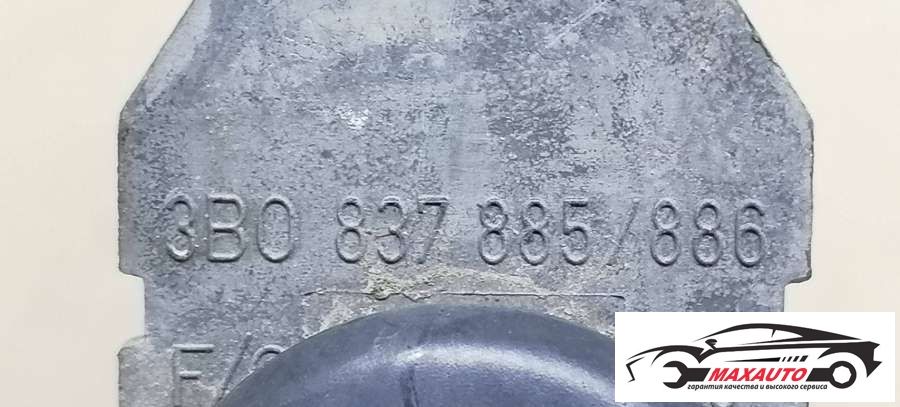 3B0 837 885/886
MAXAUTO
гарантия качества и высокого сервиса